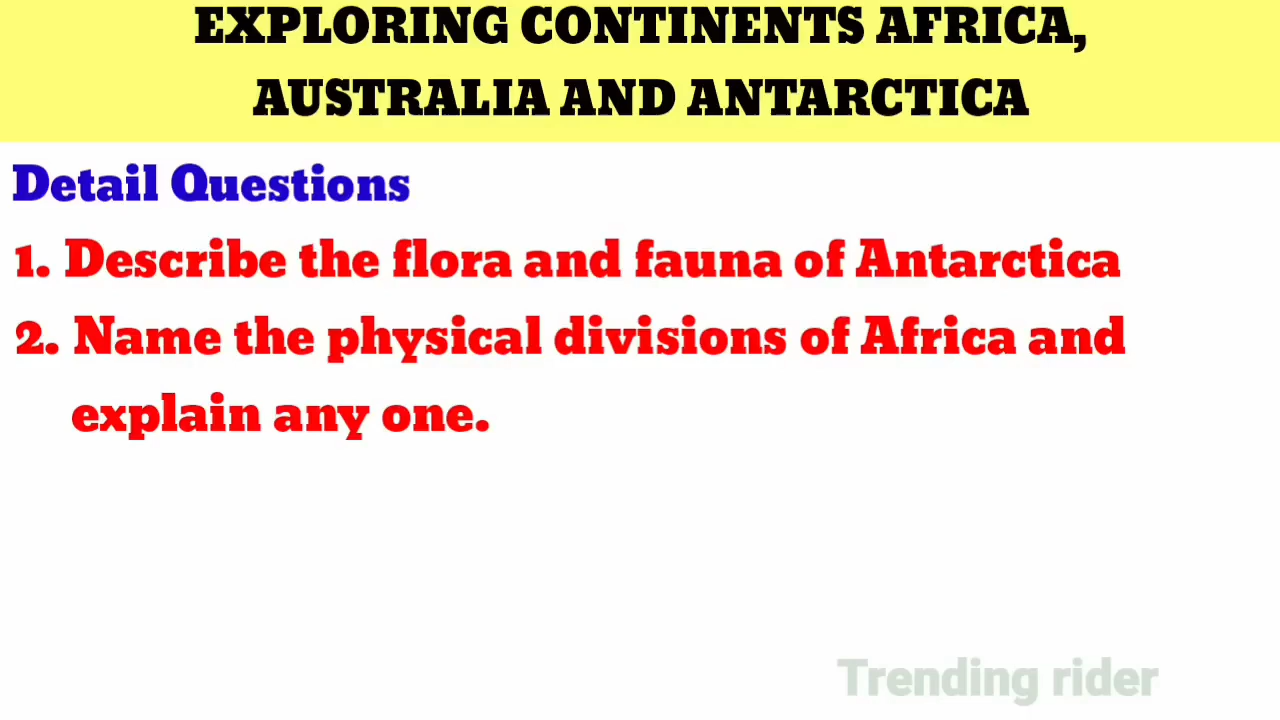 EXPLORING CONTINENTS AFRICA,
AUSTRALIA AND ANTARCTICA
Detail Questions
1. Describe the flora and fauna of Antarctica
2. Name the physical divisions of Africa and
explain any one.
Trending rider